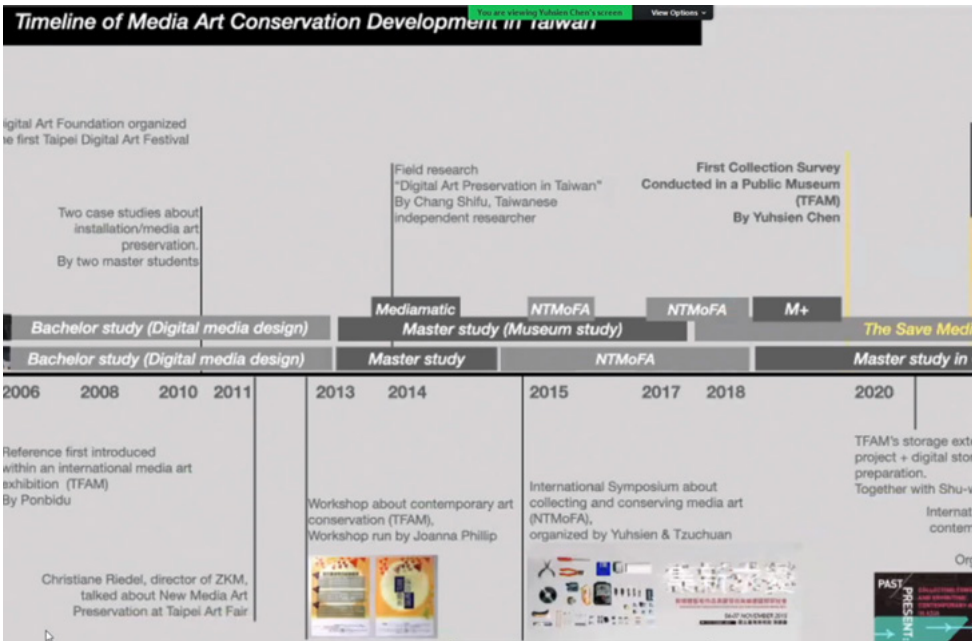 You are viewing Yuhsien Chen's screen
View Options
Timeline of Media Art Conservation Development in Taiwan
igital Art Foundation organized
e first Taipei Digital Art Festival
Two case studies about
installation/media art
preservation.
By two master students
Field research
“Digital Art Preservation in Taiwan”
By Chang Shifu, Taiwanese
independent researcher
First Collection Survey
Conducted in a Public Museum
(TFAM)
By Yuhsien Chen
Mediamatic
NTMoFA
NTMoFA
M+
Bachelor study (Digital media design)
Master study (Museum study)
The Save Medi
Bachelor study (Digital media design)
Master study
NTMoFA
Master study in
2006 2008 2010 2011 2013 2014 2015 2017 2018 2020
Reference first introduced
within an international media art
exhibition (TFAM)
By Ponbidu
Christiane Riedel, director of ZKM,
talked about New Media Art
Preservation at Taipei Art Fair
Workshop about contemporary art
conservation (TFAM),
Workshop run by Joanna Phillip
International Symposium about
collecting and conserving media art
(NTMoFA),
organized by Yuhsien & Tzuchuan
06-07 NOVEMBER 2015
TFAM's storage exte
project + digital stor
preparation.
Together with Shu-w
Internat
contem
Or
PAST
PRESENT